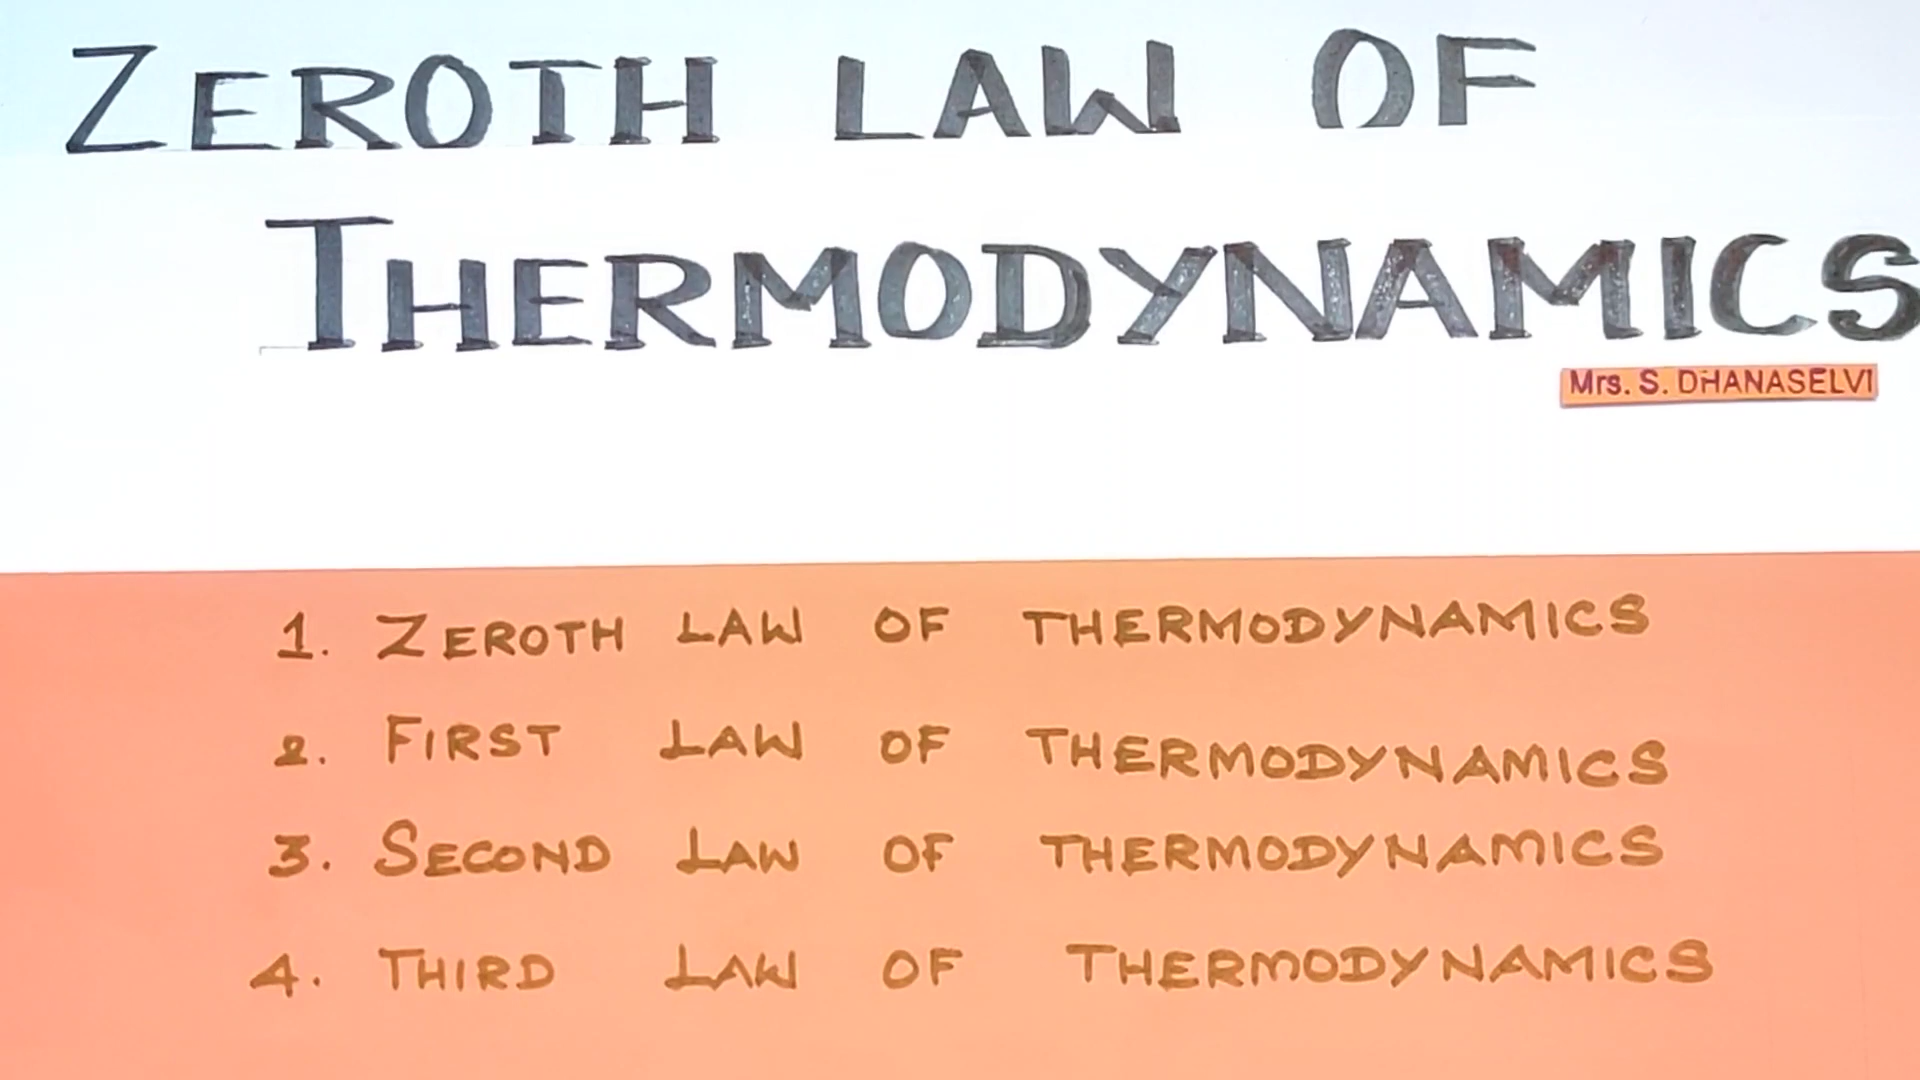 ZEROTH LAW OF
THERMODYNAMICS
Mrs. S. DHANASELVI
1. ZEROTH LAW OF THERMODYNAMICS
2. FIRST LAW OF THERMODYNAMICS
3. SECOND LAW OF THERMODYNAMICS
4. THIRD LAW OF THERMODYNAMICS